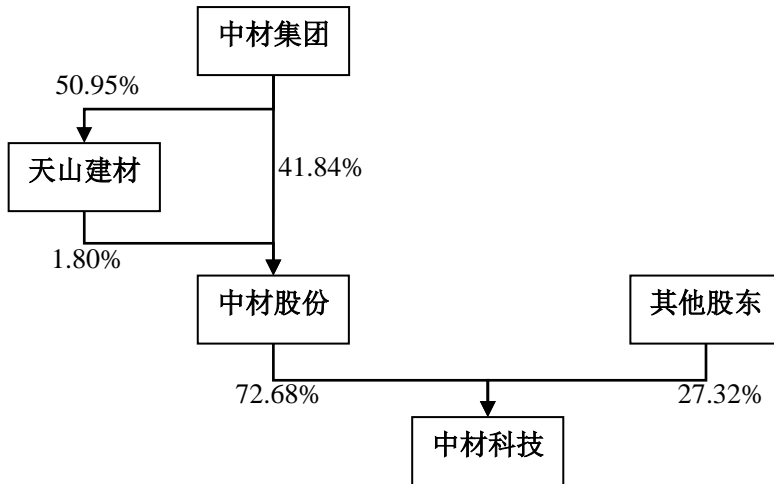 中材集团
50.95%
天山建材
41.84%
1.80%
中材股份
其他股东
72.68%
27.32%
中材科技